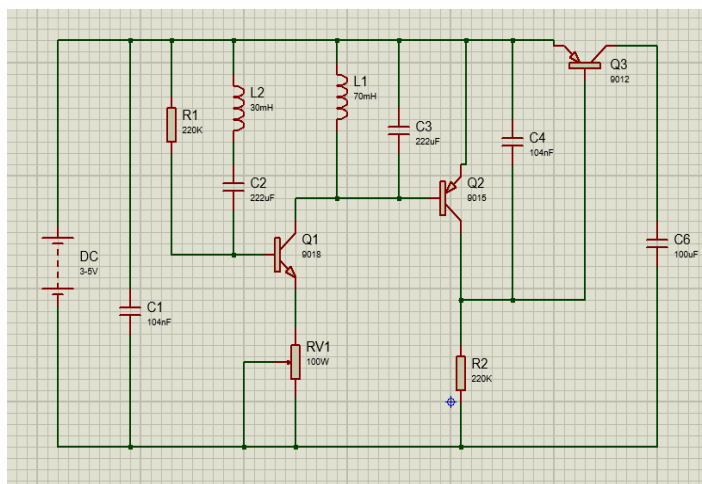 Q3
9012
L2
30mH
L1
70mH
R1
220K
C3
222uF
C4
104nF
C2
222uF
Q2
9015
Q1
9018
C6
100uF
DC
3-5V
C1
104nF
RV1
100W
R2
220K